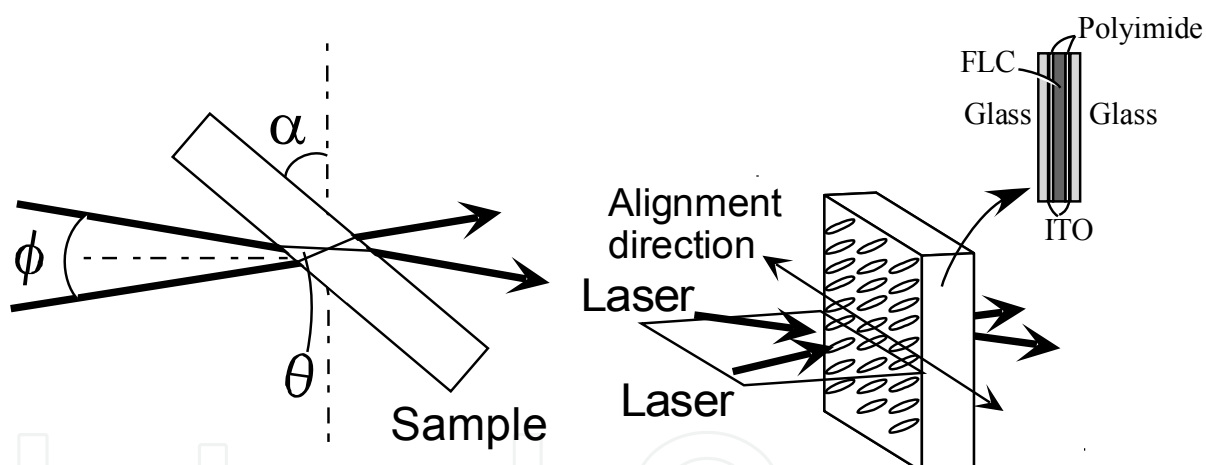 α
ϕ
θ
Sample
Polyimide
FLC
Glass
Glass
ITO
Alignment
direction
Laser
Laser